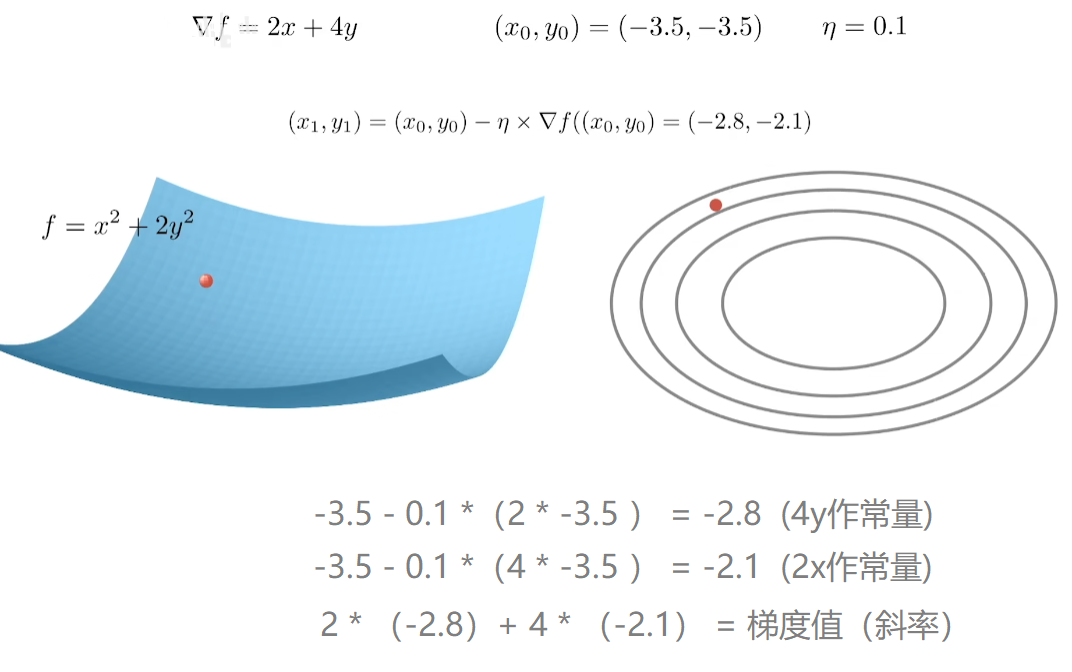 ∇f = 2x + 4y (x₀, y₀) = (−3.5, −3.5) η = 0.1
(x₁, y₁) = (x₀, y₀) − η × ∇f((x₀, y₀) = (−2.8, −2.1)
f = x² + 2y²
-3.5 - 0.1 *（2 * -3.5 ） = -2.8 (4y作常量)
-3.5 - 0.1 *（4 * -3.5 ） = -2.1 (2x作常量)
2 * （-2.8）+ 4 * （-2.1） = 梯度值（斜率）